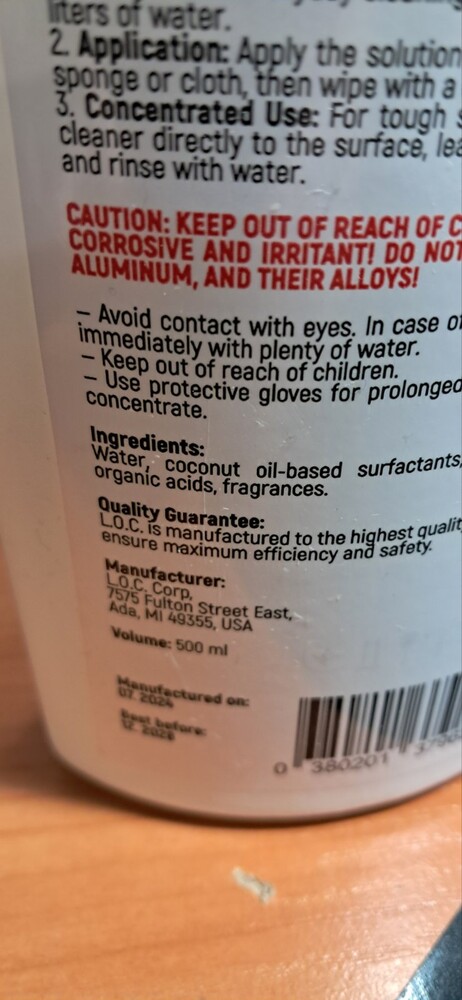 liters of water.
2. Application: Apply the solution
sponge or cloth, then wipe with a
3. Concentrated Use: For tough s
cleaner directly to the surface, lea
and rinse with water.
CAUTION: KEEP OUT OF REACH OF C
CORROSIVE AND IRRITANT! DO NOT
ALUMINUM, AND THEIR ALLOYS!
– Avoid contact with eyes. In case of
immediately with plenty of water.
– Keep out of reach of children.
– Use protective gloves for prolonged
concentrate.
Ingredients:
Water, coconut oil-based surfactants,
organic acids, fragrances.
Quality Guarantee:
L.O.C. is manufactured to the highest qualit
ensure maximum efficiency and safety.
Manufacturer:
L.O.C. Corp,
7575 Fulton Street East,
Ada, MI 49355, USA
Volume: 500 ml
Manufactured on:
07. 2024
Best before:
12. 2028
0 380201